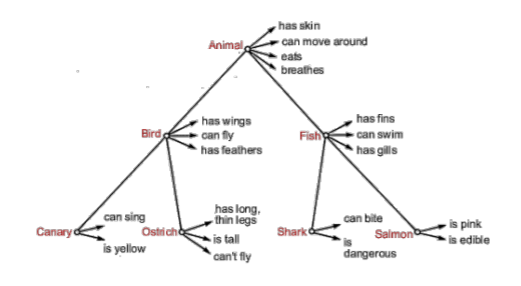 has skin
Animal
can move around
eats
breathes
has wings
Bird
can fly
has feathers
has fins
Fish
can swim
has gills
can sing
Canary
is yellow
has long,
thin legs
Ostrich
is tall
can't fly
can bite
Shark
is
dangerous
is pink
Salmon
is edible